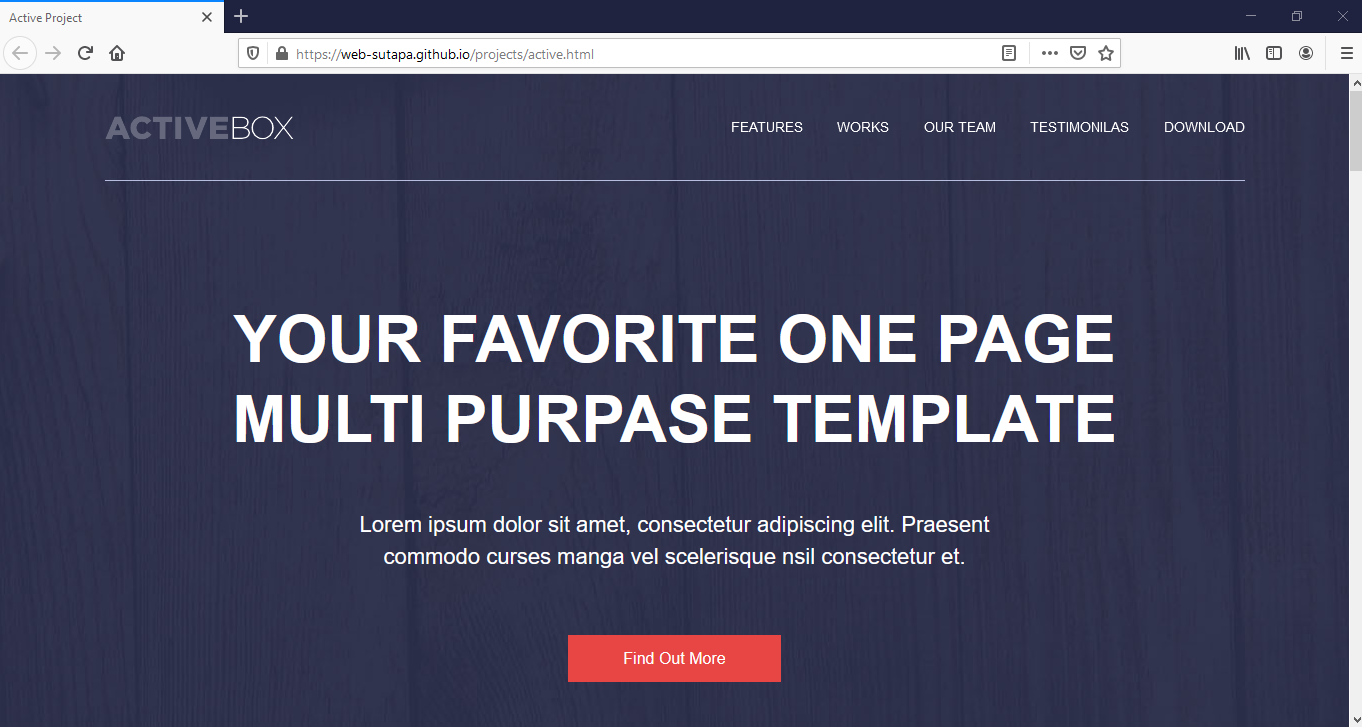 Active Project
https://web-sutapa.github.io/projects/active.html
ACTIVEBOX
FEATURES WORKS OUR TEAM TESTIMONILAS DOWNLOAD
YOUR FAVORITE ONE PAGE
MULTI PURPASE TEMPLATE
Lorem ipsum dolor sit amet, consectetur adipiscing elit. Praesent
commodo curses manga vel scelerisque nsil consectetur et.
Find Out More